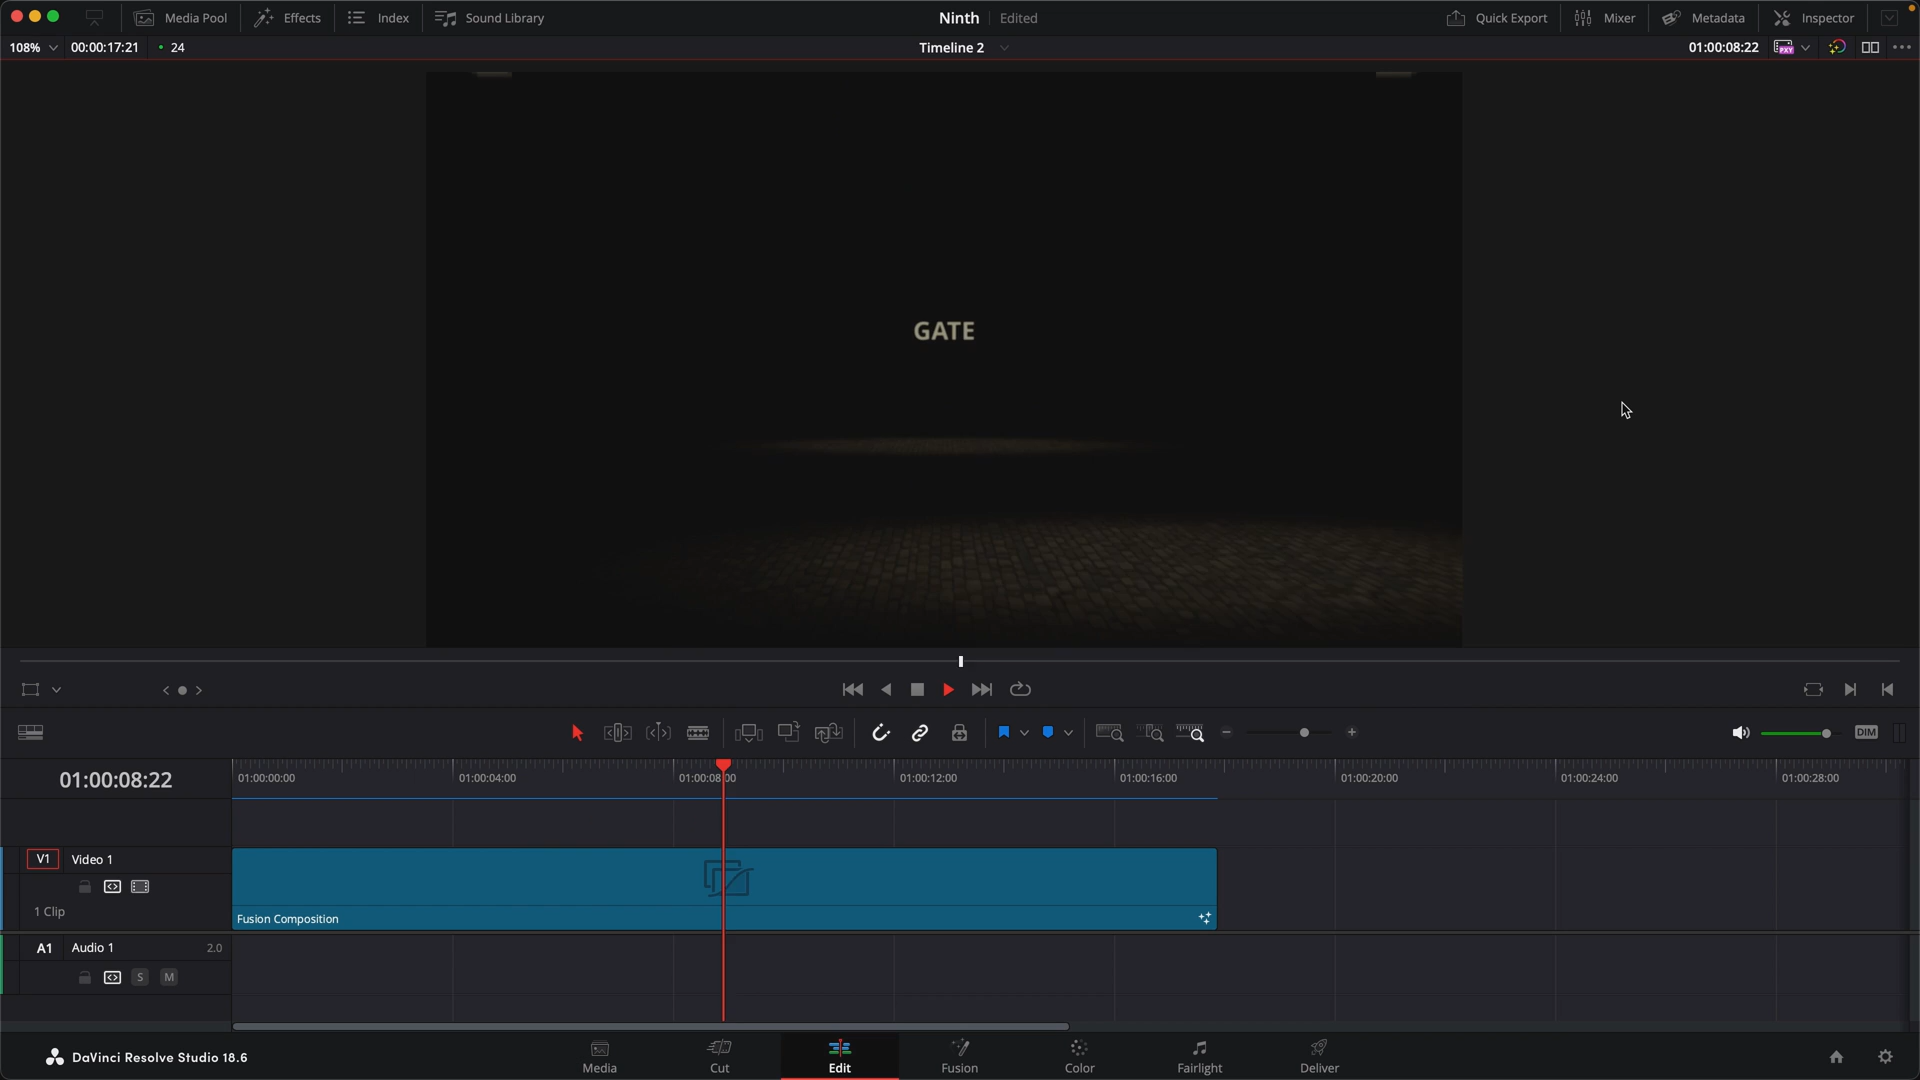 Media Pool Effects Index Sound Library Ninth Edited Quick Export Mixer Metadata Inspector
108% 00:00:17:21 24 Timeline 2 01:00:08:22 PXY
GATE
DIM
01:00:08:22 01:00:00:00 01:00:04:00 01:00:08:00 01:00:12:00 01:00:16:00 01:00:20:00 01:00:24:00 01:00:28:00
V1 Video 1
1 Clip
Fusion Composition
A1 Audio 1 2.0
S M
DaVinci Resolve Studio 18.6 Media Cut Edit Fusion Color Fairlight Deliver